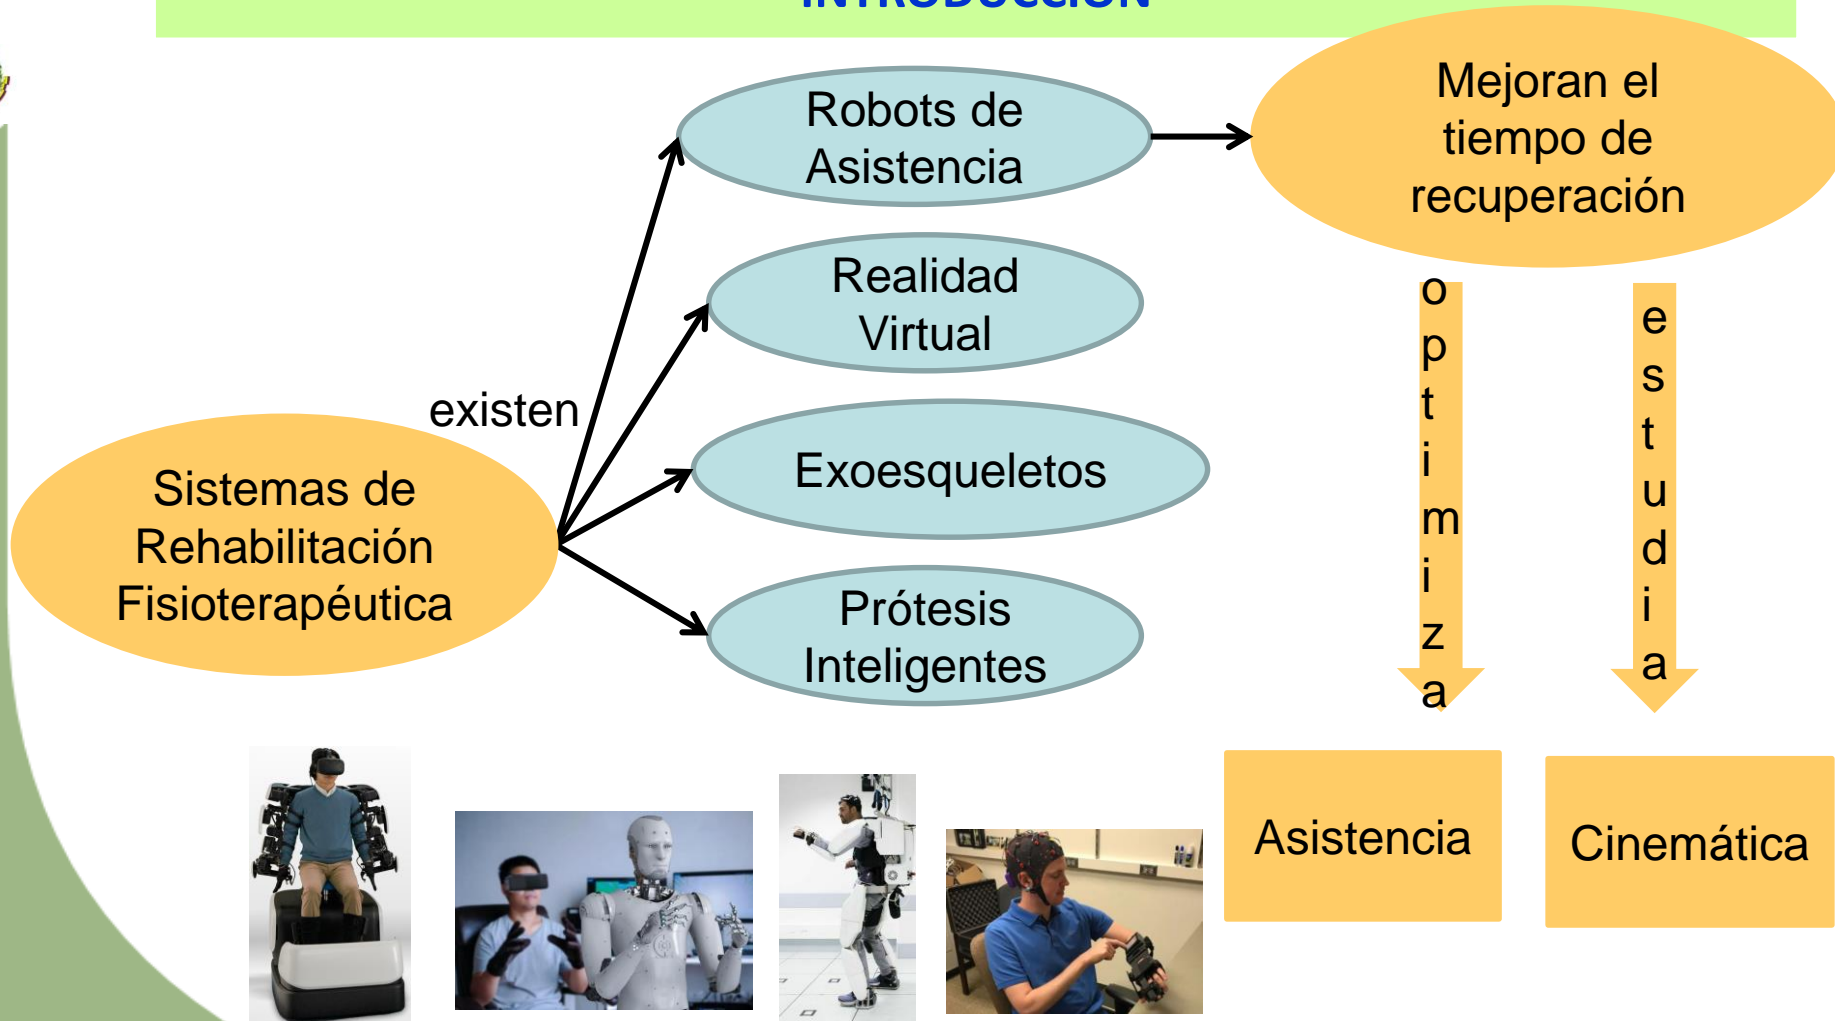 INTRODUCCIÓN
Robots de
Asistencia
Mejoran el
tiempo de
recuperación
Realidad
Virtual
existen
Exoesqueletos
Sistemas de
Rehabilitación
Fisioterapéutica
Prótesis
Inteligentes
optimiza
estudia
Asistencia
Cinemática